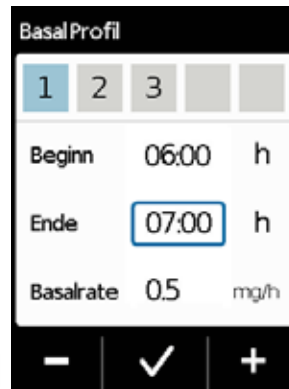 Basal Profil
1 2 3
Beginn 06:00 h
Ende 07:00 h
Basalrate 0.5 mg/h
− ✓ +